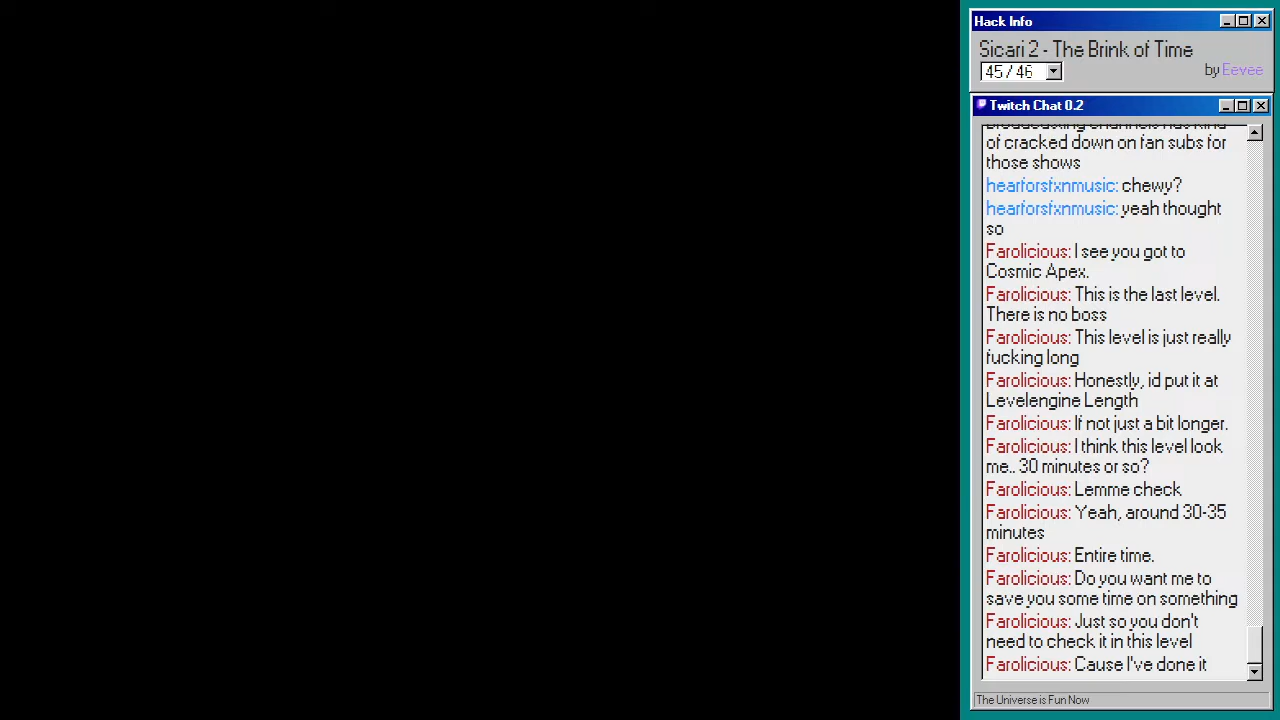 Hack Info
Sicari 2 - The Brink of Time
45/46
by Eevee
Twitch Chat 0.2
broadcasting channels has kind
of cracked down on fan subs for
those shows
hearforsfxnmusic: chewy?
hearforsfxnmusic: yeah thought
so
Farolicious: I see you got to
Cosmic Apex.
Farolicious: This is the last level.
There is no boss
Farolicious: This level is just really
fucking long
Farolicious: Honestly, id put it at
Levelengine Length
Farolicious: If not just a bit longer.
Farolicious: I think this level look
me.. 30 minutes or so?
Farolicious: Lemme check
Farolicious: Yeah, around 30-35
minutes
Farolicious: Entire time.
Farolicious: Do you want me to
save you some time on something
Farolicious: Just so you don't
need to check it in this level
Farolicious: Cause I've done it
The Universe is Fun Now